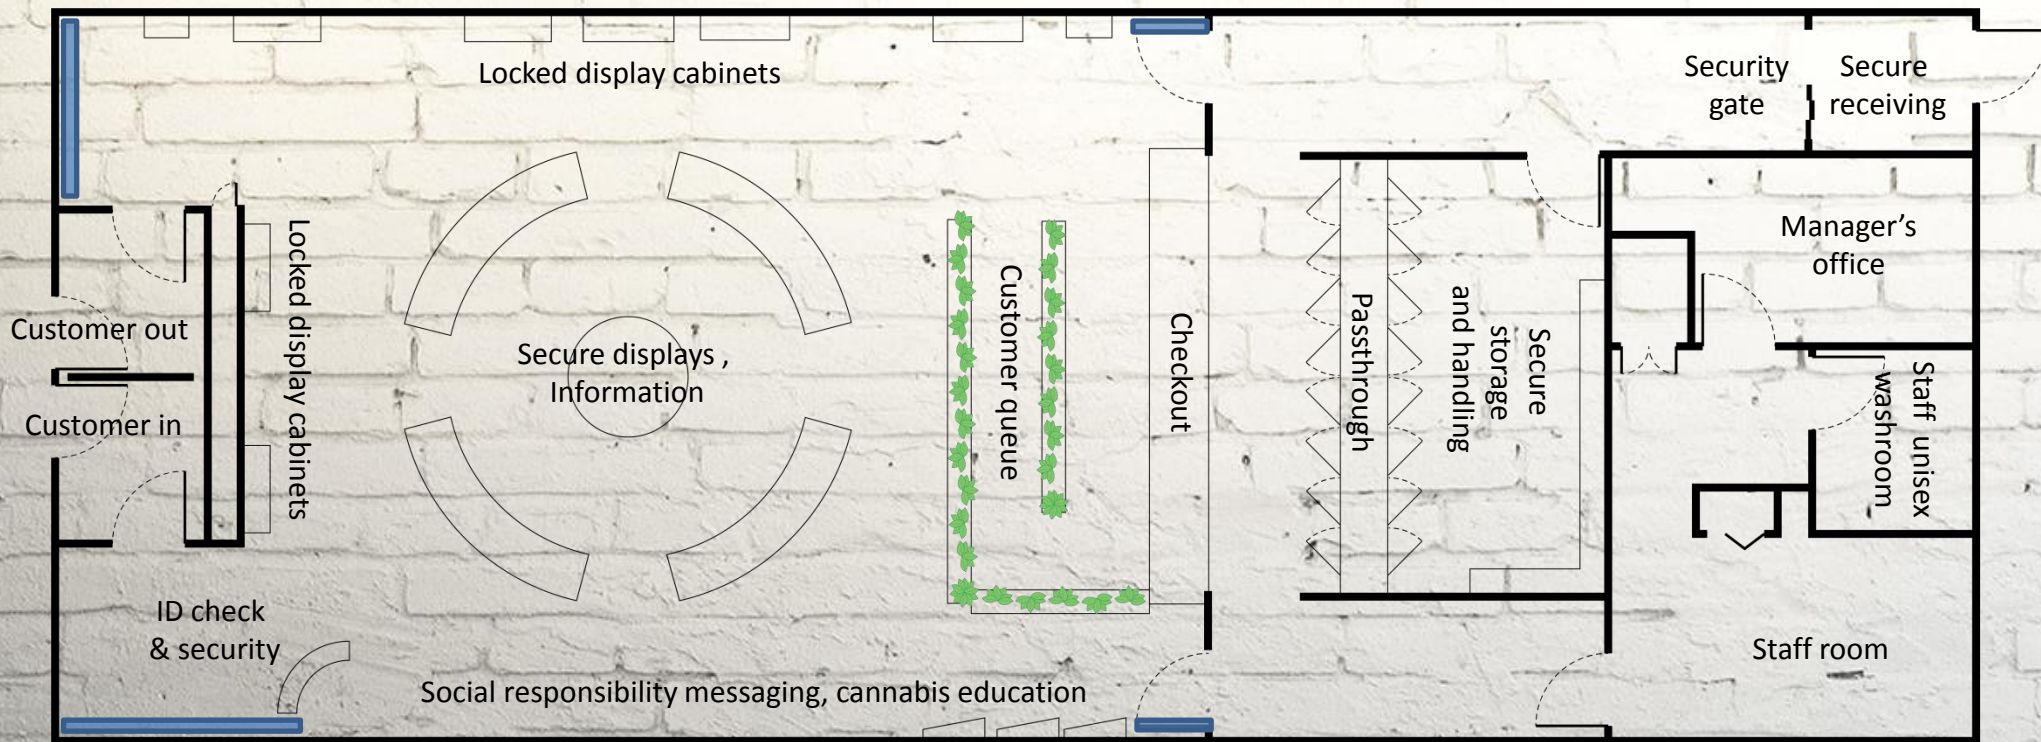 Locked display cabinets
Security
gate
Secure
receiving
Manager's
office
Locked display cabinets
Customer out
Customer in
Secure displays ,
Information
Customer queue
Checkout
Passthrough
Secure
storage
and handling
Staff unisex
washroom
ID check
& security
Social responsibility messaging, cannabis education
Staff room